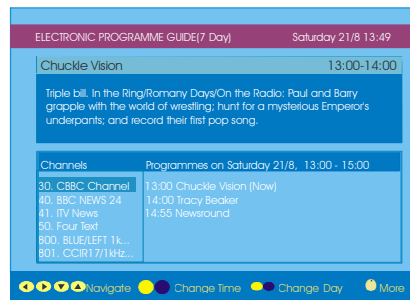 ELECTRONIC PROGRAMME GUIDE(7 Day) Saturday 21/8 13:49
Chuckle Vision 13:00-14:00
Triple bill. In the Ring/Romany Days/On the Radio: Paul and Barry
grapple with the world of wrestling; hunt for a mysterious Emperor's
underpants; and record their first pop song.
Channels Programmes on Saturday 21/8, 13:00 - 15:00
30. CBBC Channel 13:00 Chuckle Vision (Now)
40. BBC NEWS 24 14:00 Tracy Beaker
41. ITV News 14:55 Newsround
50. Four Text
800. BLUE/LEFT 1k...
801. CCIR17/1kHz...
Navigate Change Time Change Day More